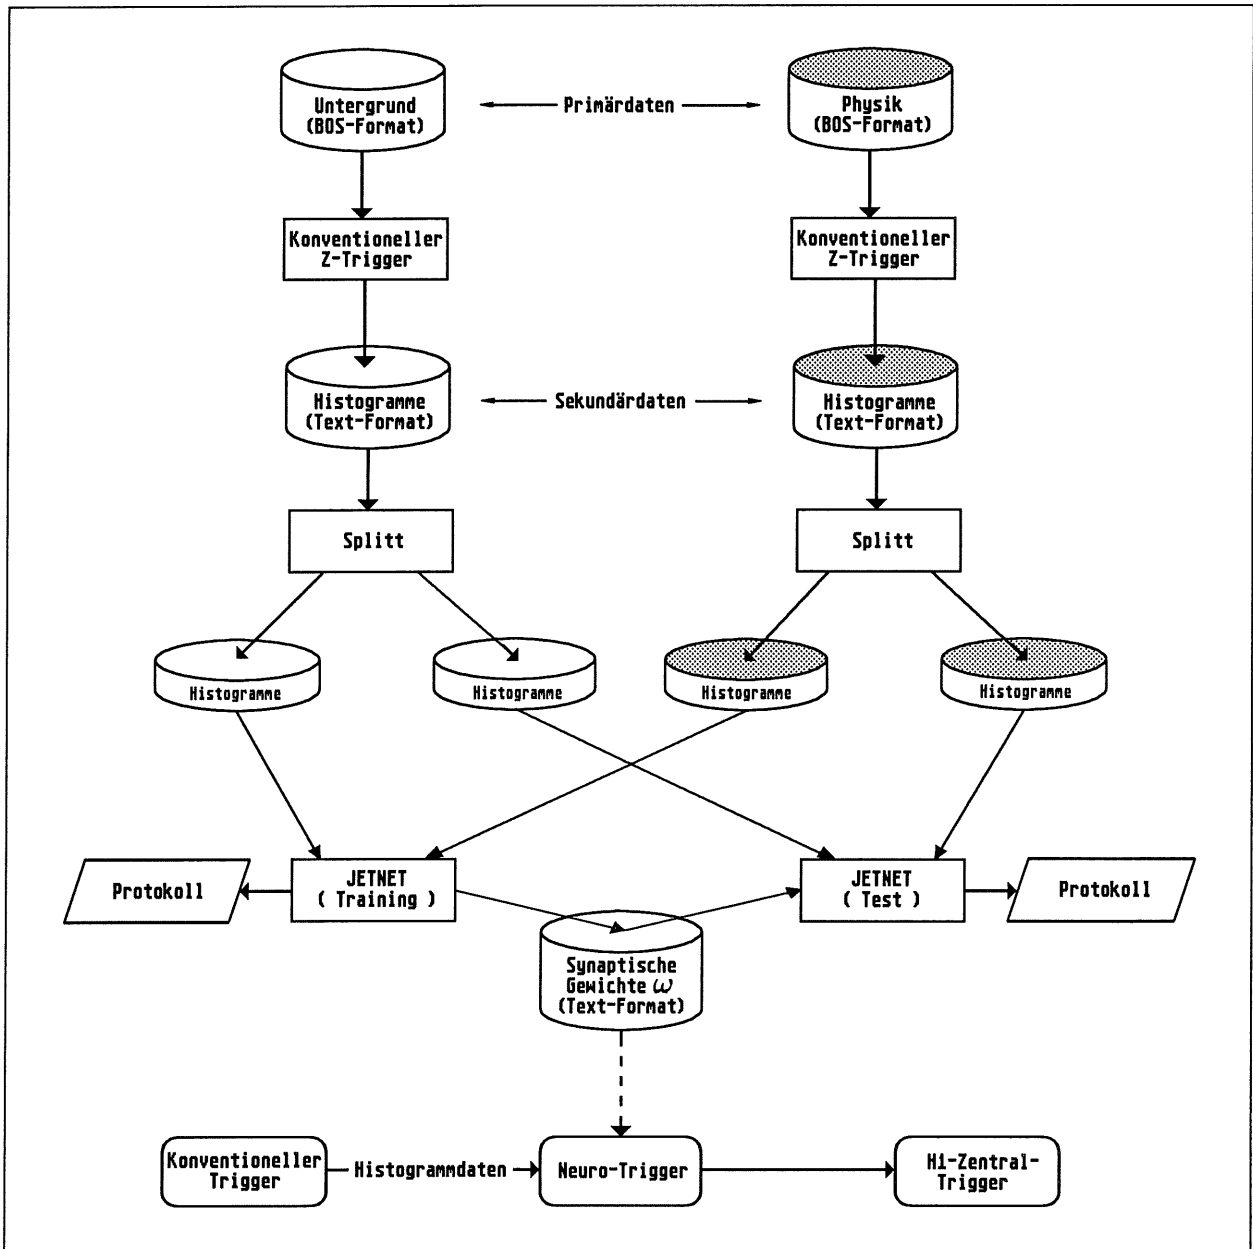 Untergrund
(BOS-Format)
Primärdaten
Physik
(BOS-Format)
Konventioneller
Z-Trigger
Konventioneller
Z-Trigger
Histogramme
(Text-Format)
Sekundärdaten
Histogramme
(Text-Format)
Splitt
Splitt
Histogramme
Histogramme
Histogramme
Histogramme
Protokoll
JETNET
( Training )
JETNET
( Test )
Protokoll
Synaptische
Gewichte ω
(Text-Format)
Konventioneller
Trigger
Histogrammdaten
Neuro-Trigger
H1-Zentral-
Trigger